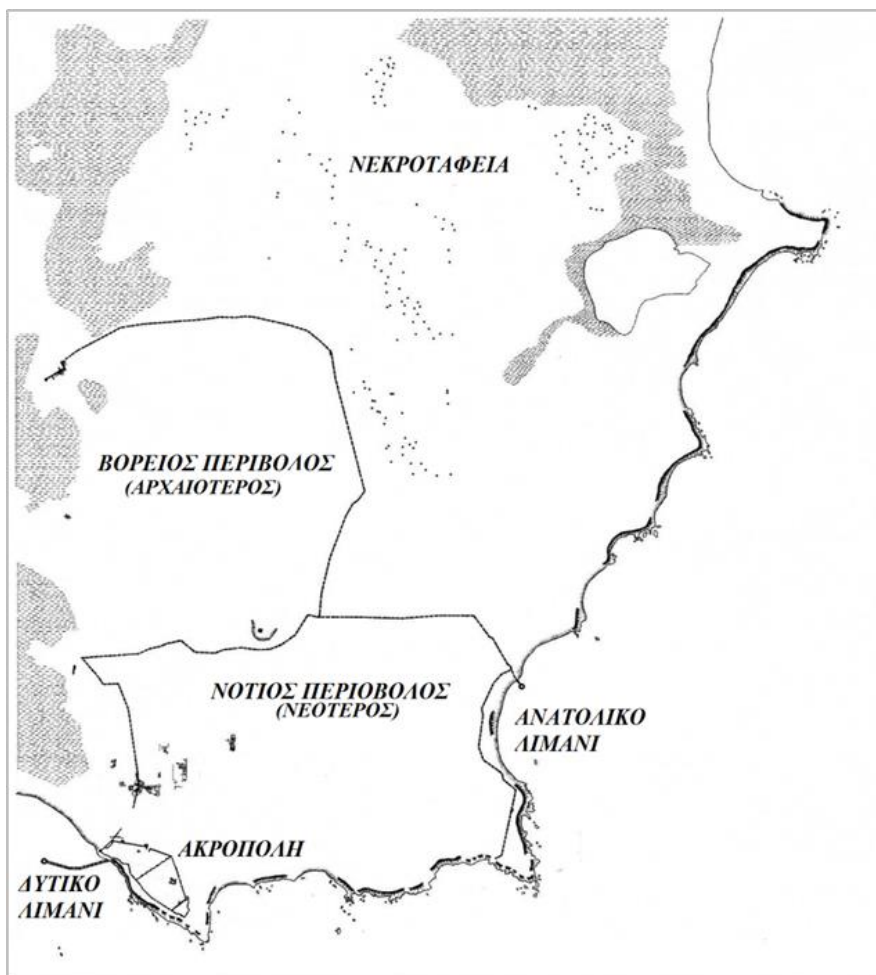 ΝΕΚΡΟΤΑΦΕΙΑ
ΒΟΡΕΙΟΣ ΠΕΡΙΒΟΛΟΣ
(ΑΡΧΑΙΟΤΕΡΟΣ)
ΝΟΤΙΟΣ ΠΕΡΙΟΒΟΛΟΣ
(ΝΕΟΤΕΡΟΣ)
ΑΝΑΤΟΛΙΚΟ
ΛΙΜΑΝΙ
ΑΚΡΟΠΟΛΗ
ΔΥΤΙΚΟ
ΛΙΜΑΝΙ